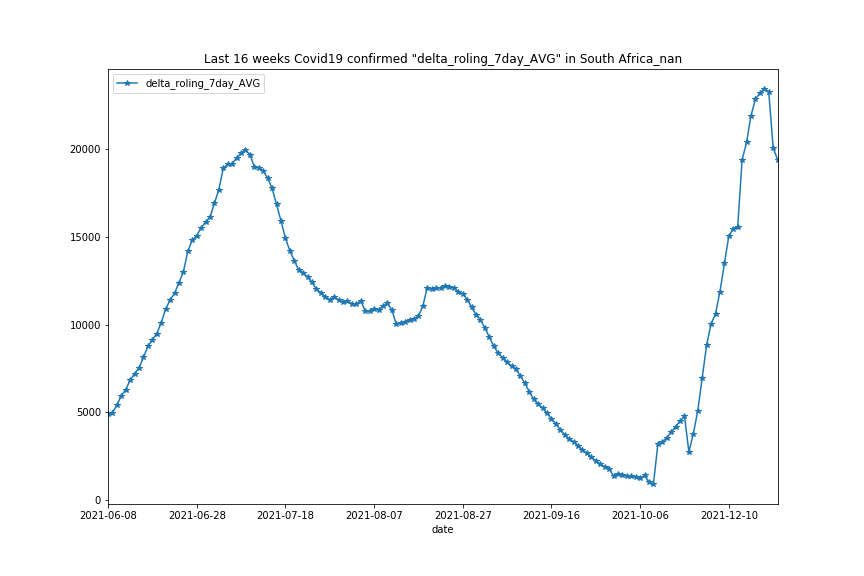 Last 16 weeks Covid19 confirmed "delta_roling_7day_AVG" in South Africa_nan
delta_roling_7day_AVG
20000
15000
10000
5000
0
2021-06-08 2021-06-28 2021-07-18 2021-08-07 2021-08-27 2021-09-16 2021-10-06 2021-12-10
date